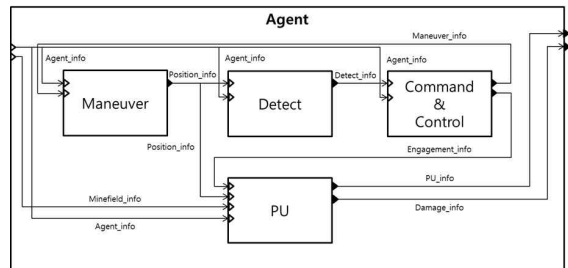 Agent
Maneuver_info
Agent_info
Agent_info
Agent_info
Position_info
Detect_info
Maneuver
Detect
Command
&
Control
Position_info
Engagement_info
Minefield_info
PU_info
PU
Damage_info
Agent_info